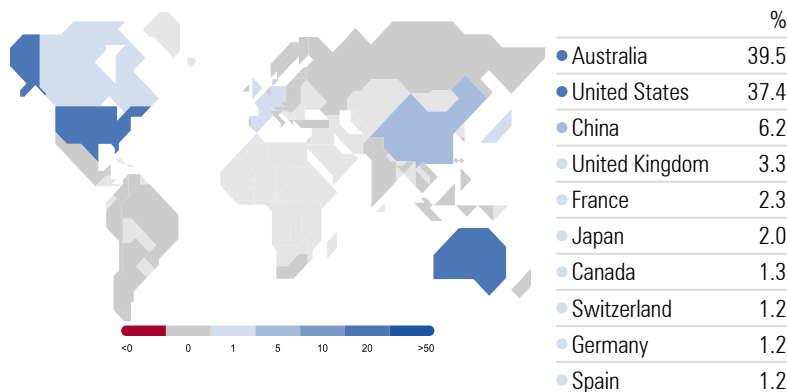 %
Australia 39.5
United States 37.4
China 6.2
United Kingdom 3.3
France 2.3
Japan 2.0
Canada 1.3
Switzerland 1.2
Germany 1.2
Spain 1.2
<0 0 1 5 10 20 >50